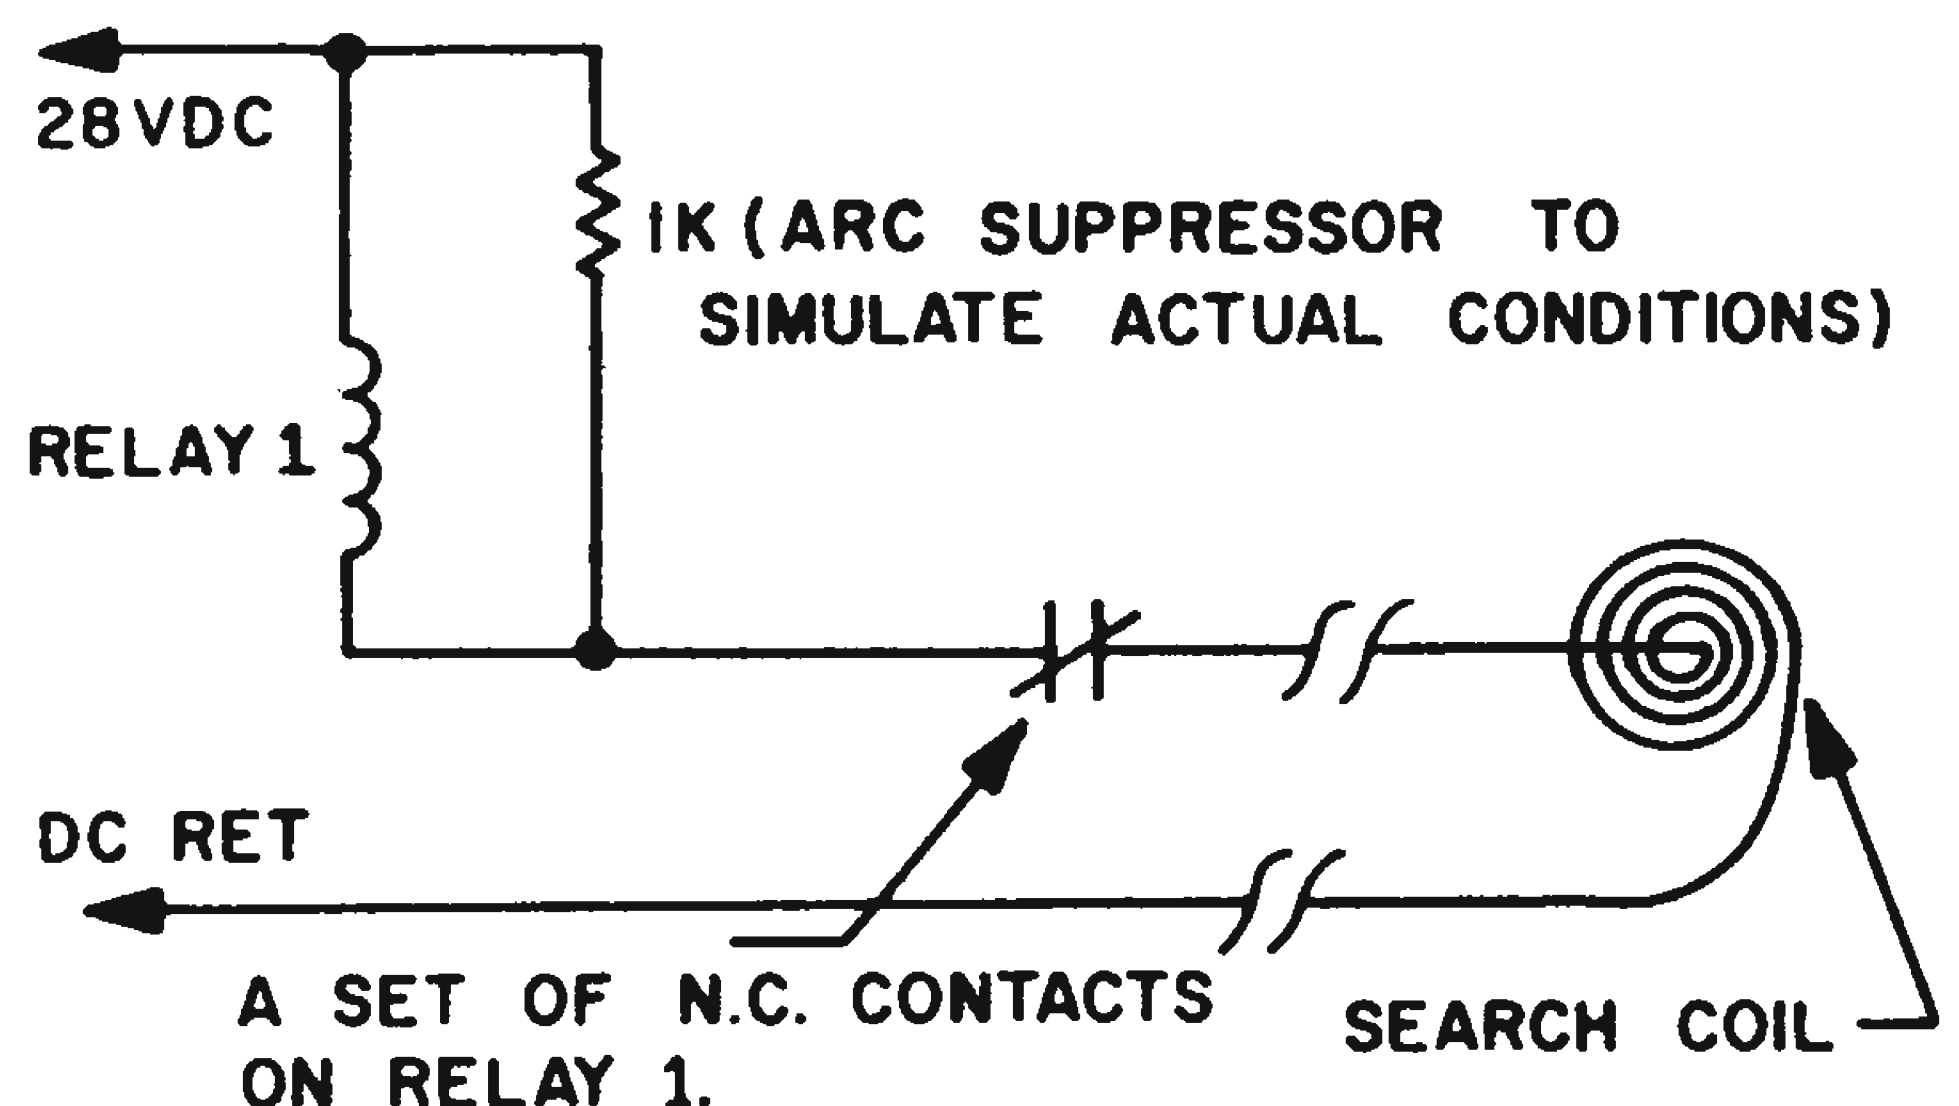 28VDC
1K (ARC SUPPRESSOR TO
SIMULATE ACTUAL CONDITIONS)
RELAY 1
DC RET
A SET OF N.C. CONTACTS
ON RELAY 1.
SEARCH COIL